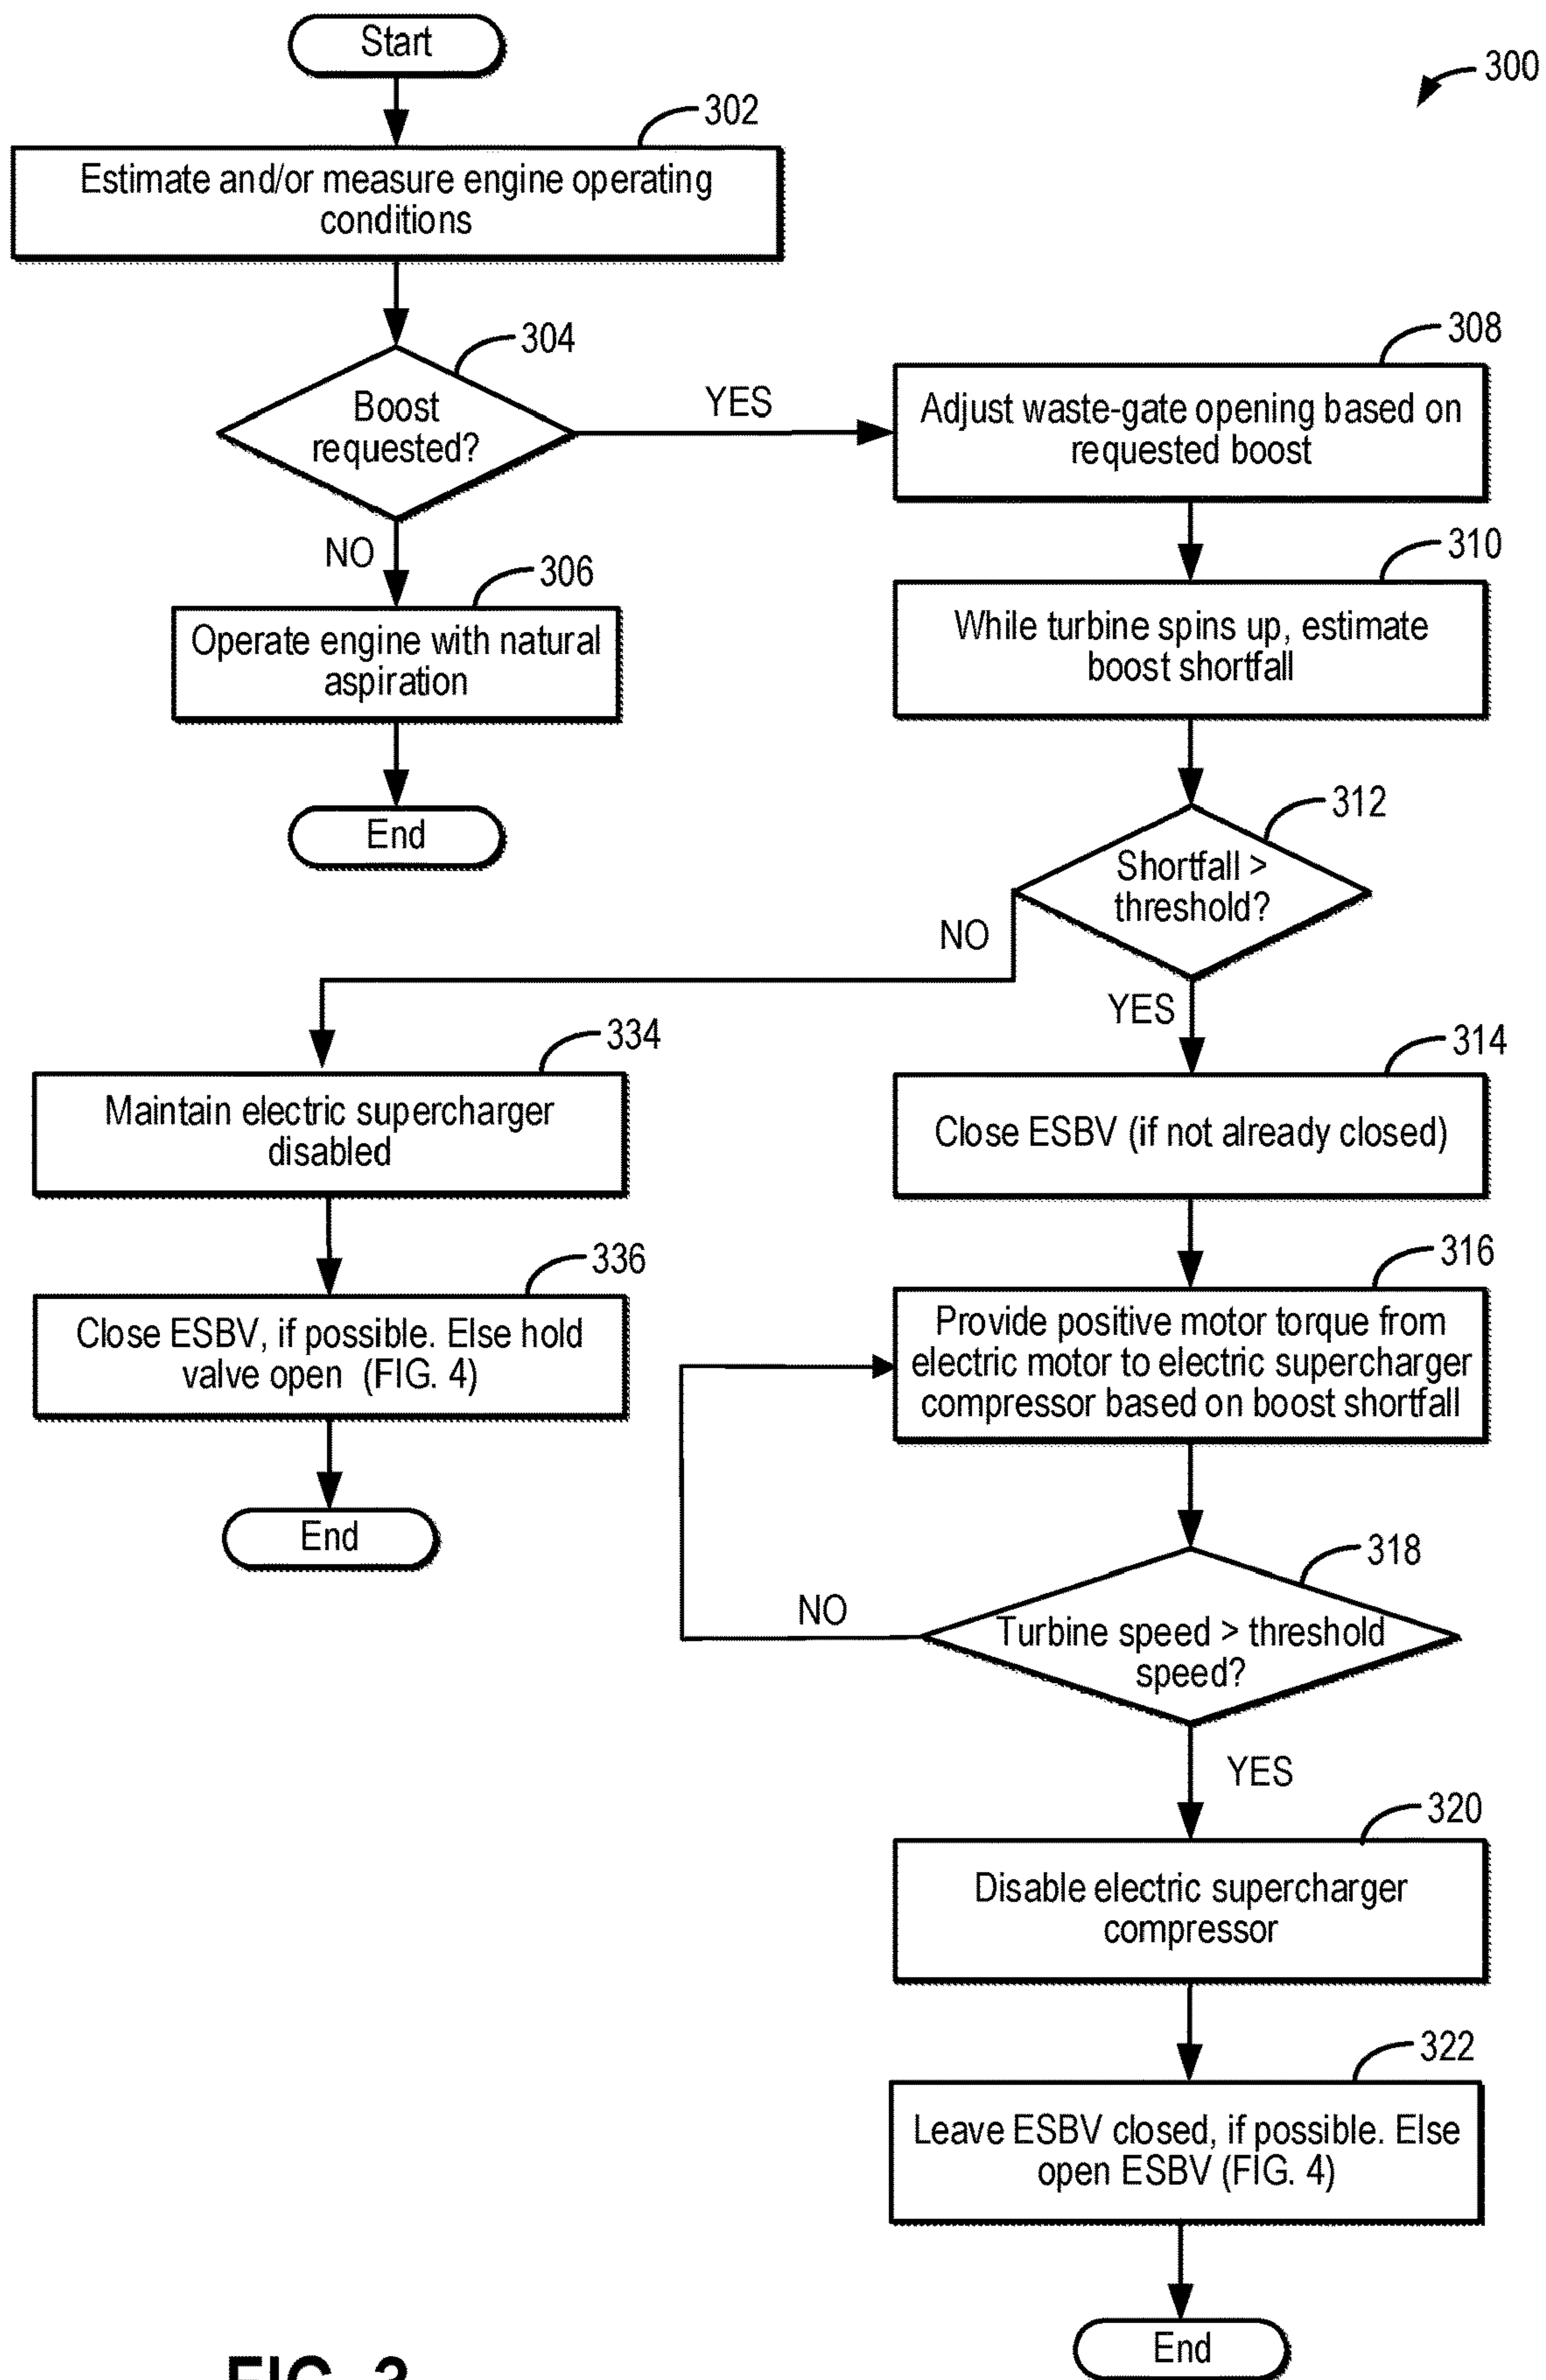 Start
300
302
Estimate and/or measure engine operating
conditions
304
Boost
requested?
YES
NO
308
Adjust waste-gate opening based on
requested boost
306
Operate engine with natural
aspiration
End
310
While turbine spins up, estimate
boost shortfall
312
Shortfall >
threshold?
NO
YES
334
Maintain electric supercharger
disabled
336
Close ESBV, if possible. Else hold
valve open (FIG. 4)
End
314
Close ESBV (if not already closed)
316
Provide positive motor torque from
electric motor to electric supercharger
compressor based on boost shortfall
318
Turbine speed > threshold
speed?
NO
YES
320
Disable electric supercharger
compressor
322
Leave ESBV closed, if possible. Else
open ESBV (FIG. 4)
End
FIG. 3